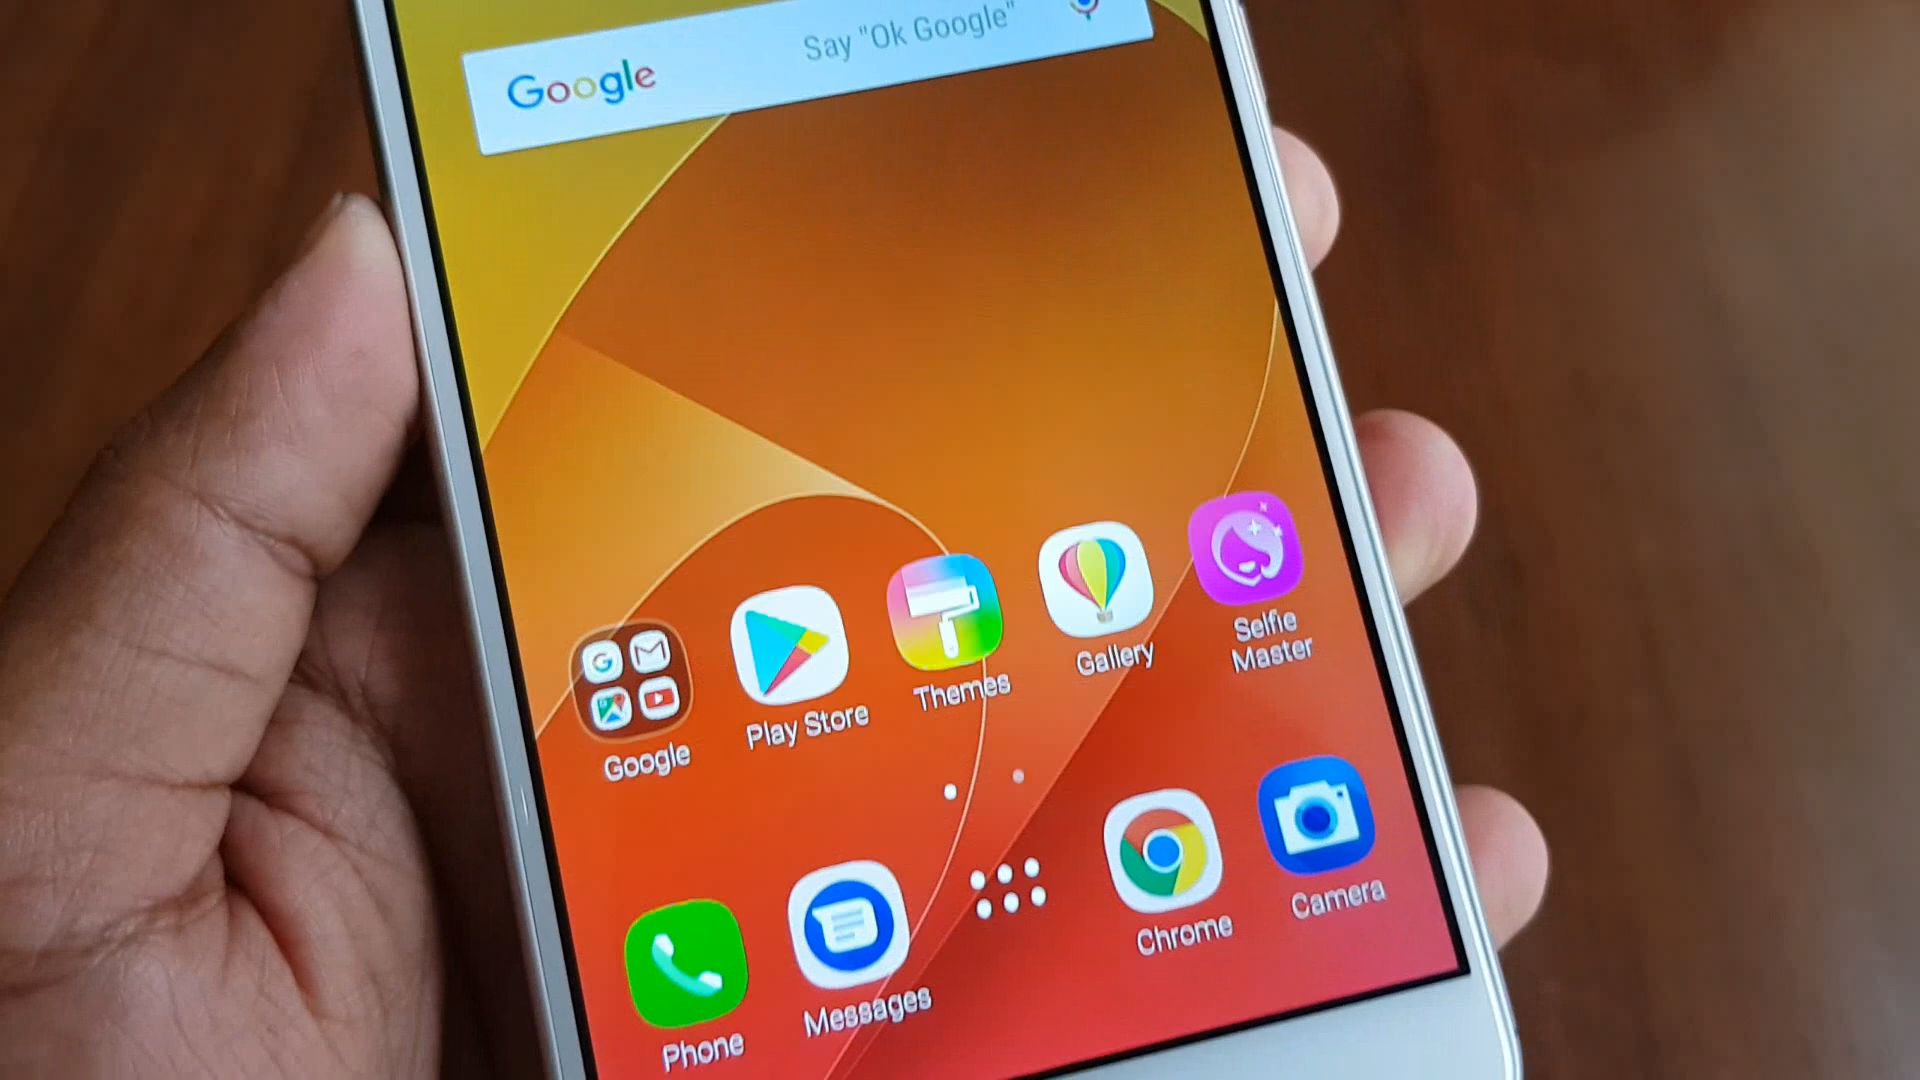 Google Say "Ok Google"
Google
Play Store
Themes
Gallery
Selfie
Master
Phone
Messages
Chrome
Camera